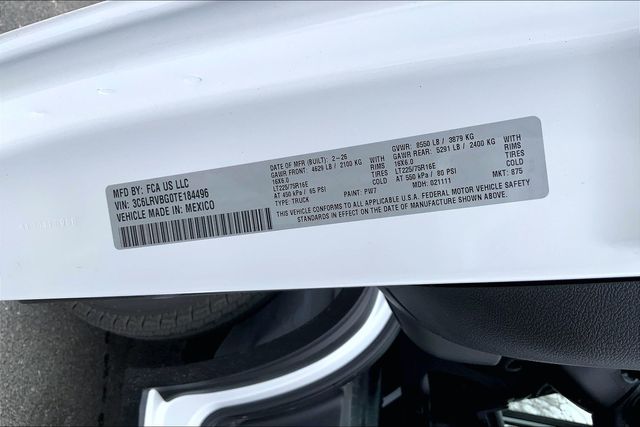 MFD BY: FCA US LLC
VIN: 3C6LRVBG0TE184496
VEHICLE MADE IN: MEXICO
DATE OF MFR (BUILT): 2-26
GAWR FRONT: 4629 LB / 2100 KG WITH
16X6.0 RIMS
LT225/75R16E TIRES
AT 450 kPa / 65 PSI COLD
TYPE: TRUCK PAINT: PW7
GVWR: 8550 LB / 3879 KG
GAWR REAR: 5291 LB / 2400 KG WITH
16X6.0 RIMS
LT225/75R16E TIRES
AT 550 kPa / 80 PSI COLD
MDH: 021111 MKT: 875
THIS VEHICLE CONFORMS TO ALL APPLICABLE U.S.A. FEDERAL MOTOR VEHICLE SAFETY
STANDARDS IN EFFECT ON THE DATE OF MANUFACTURE SHOWN ABOVE.